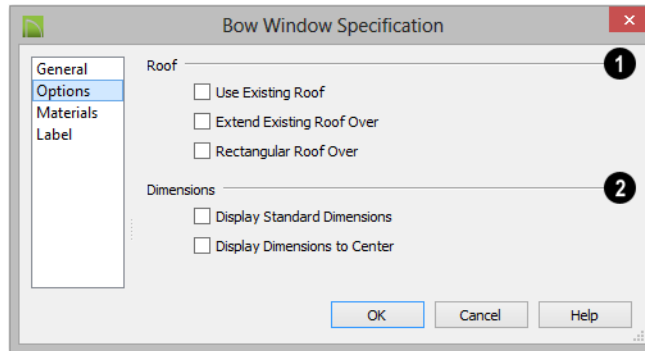 Bow Window Specification
General
Options
Materials
Label
Roof
1
Use Existing Roof
Extend Existing Roof Over
Rectangular Roof Over
Dimensions
2
Display Standard Dimensions
Display Dimensions to Center
OK
Cancel
Help